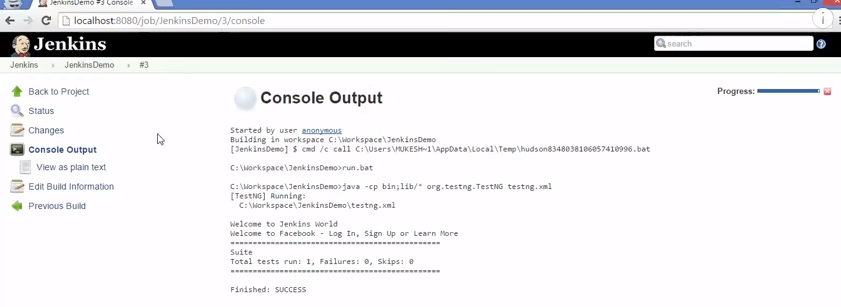 JenkinsDemo #3 Console
localhost:8080/job/JenkinsDemo/3/console
Jenkins
search
Jenkins
JenkinsDemo
#3
Back to Project
Status
Changes
Console Output
View as plain text
Edit Build Information
Previous Build
Console Output
Progress:
Started by user anonymous
Building in workspace C:\Workspace\JenkinsDemo
[JenkinsDemo] $ cmd /c call C:\Users\MUKESH~1\AppData\Local\Temp\hudson8348038106057410996.bat
C:\Workspace\JenkinsDemo>run.bat
C:\Workspace\JenkinsDemo>java -cp bin;lib/* org.testng.TestNG testng.xml
[TestNG] Running:
C:\Workspace\JenkinsDemo\testng.xml
Welcome to Jenkins World
Welcome to Facebook - Log In, Sign Up or Learn More
===============================================
Suite
Total tests run: 1, Failures: 0, Skips: 0
===============================================
Finished: SUCCESS